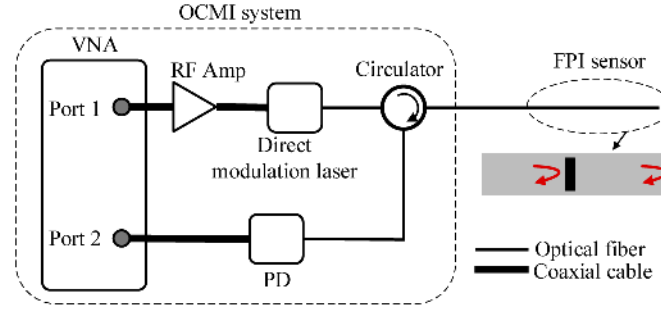 OCMI system
VNA
RF Amp
Circulator
FPI sensor
Port 1
Direct
modulation laser
Port 2
PD
Optical fiber
Coaxial cable